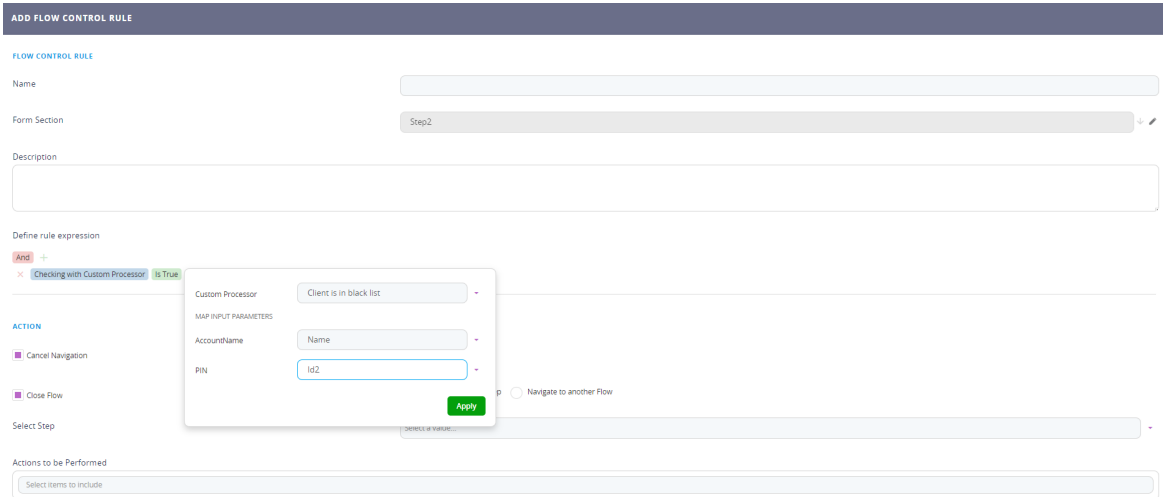 ADD FLOW CONTROL RULE
FLOW CONTROL RULE
Name
Form Section
Step2
Description
Define rule expression
And
Checking with Custom Processor Is True
Custom Processor
Client is in black list
MAP INPUT PARAMETERS
AccountName
Name
PIN
Id2
Apply
ACTION
Cancel Navigation
Close Flow
p Navigate to another Flow
Select Step
Select a value...
Actions to be Performed
Select items to include